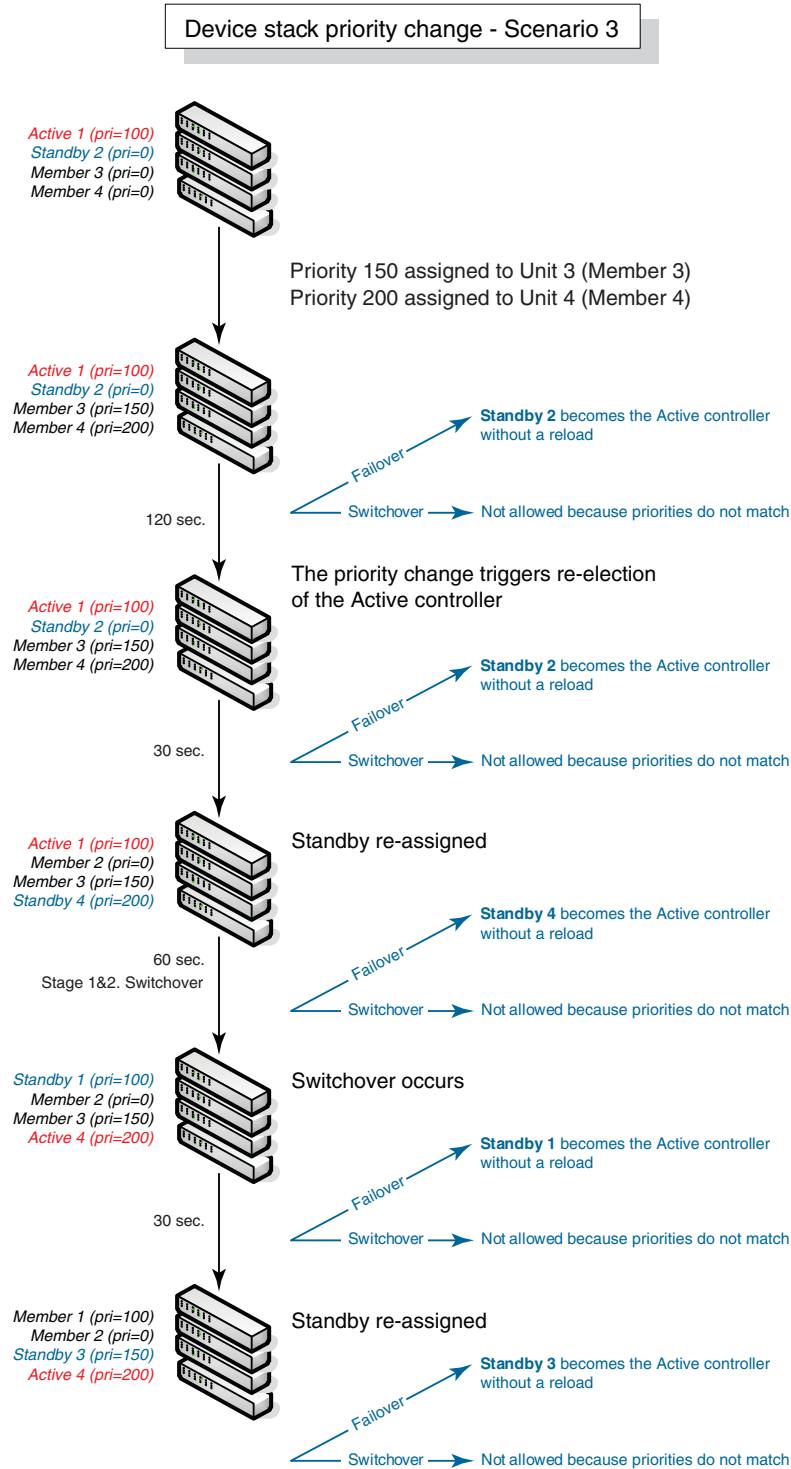 Device stack priority change - Scenario 3
Active 1 (pri=100)
Standby 2 (pri=0)
Member 3 (pri=0)
Member 4 (pri=0)
Priority 150 assigned to Unit 3 (Member 3)
Priority 200 assigned to Unit 4 (Member 4)
Active 1 (pri=100)
Standby 2 (pri=0)
Member 3 (pri=150)
Member 4 (pri=200)
Standby 2 becomes the Active controller
without a reload
Failover
Switchover
Not allowed because priorities do not match
120 sec.
The priority change triggers re-election
of the Active controller
Active 1 (pri=100)
Standby 2 (pri=0)
Member 3 (pri=150)
Member 4 (pri=200)
Standby 2 becomes the Active controller
without a reload
Failover
Switchover
Not allowed because priorities do not match
30 sec.
Standby re-assigned
Active 1 (pri=100)
Member 2 (pri=0)
Member 3 (pri=150)
Standby 4 (pri=200)
Standby 4 becomes the Active controller
without a reload
Failover
Switchover
Not allowed because priorities do not match
60 sec.
Stage 1&2. Switchover
Switchover occurs
Standby 1 (pri=100)
Member 2 (pri=0)
Member 3 (pri=150)
Active 4 (pri=200)
Standby 1 becomes the Active controller
without a reload
Failover
Switchover
Not allowed because priorities do not match
30 sec.
Standby re-assigned
Member 1 (pri=100)
Member 2 (pri=0)
Standby 3 (pri=150)
Active 4 (pri=200)
Standby 3 becomes the Active controller
without a reload
Failover
Switchover
Not allowed because priorities do not match